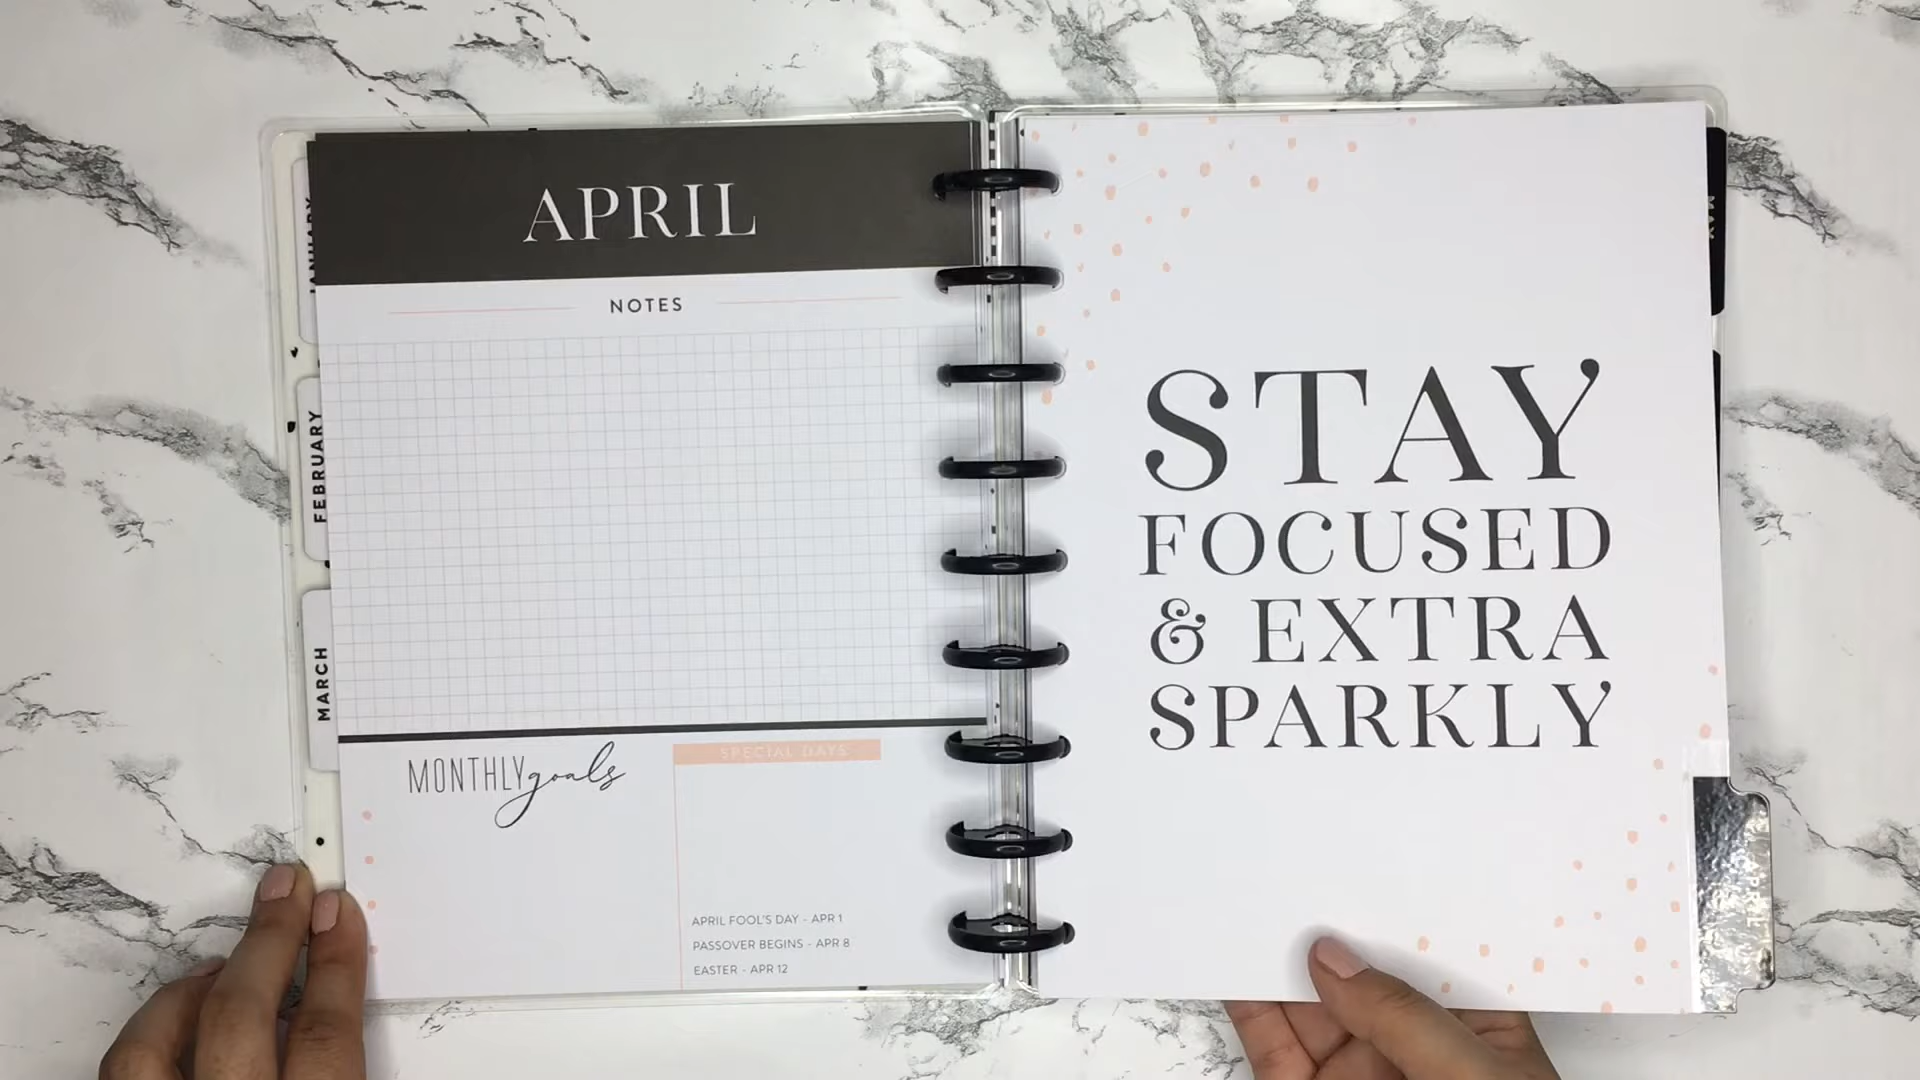 JANUARY
FEBRUARY
MARCH
APRIL
NOTES
MONTHLY goals
SPECIAL DAYS
APRIL FOOL'S DAY - APR 1
PASSOVER BEGINS - APR 8
EASTER - APR 12
STAY
FOCUSED
& EXTRA
SPARKLY
MAY
APRIL